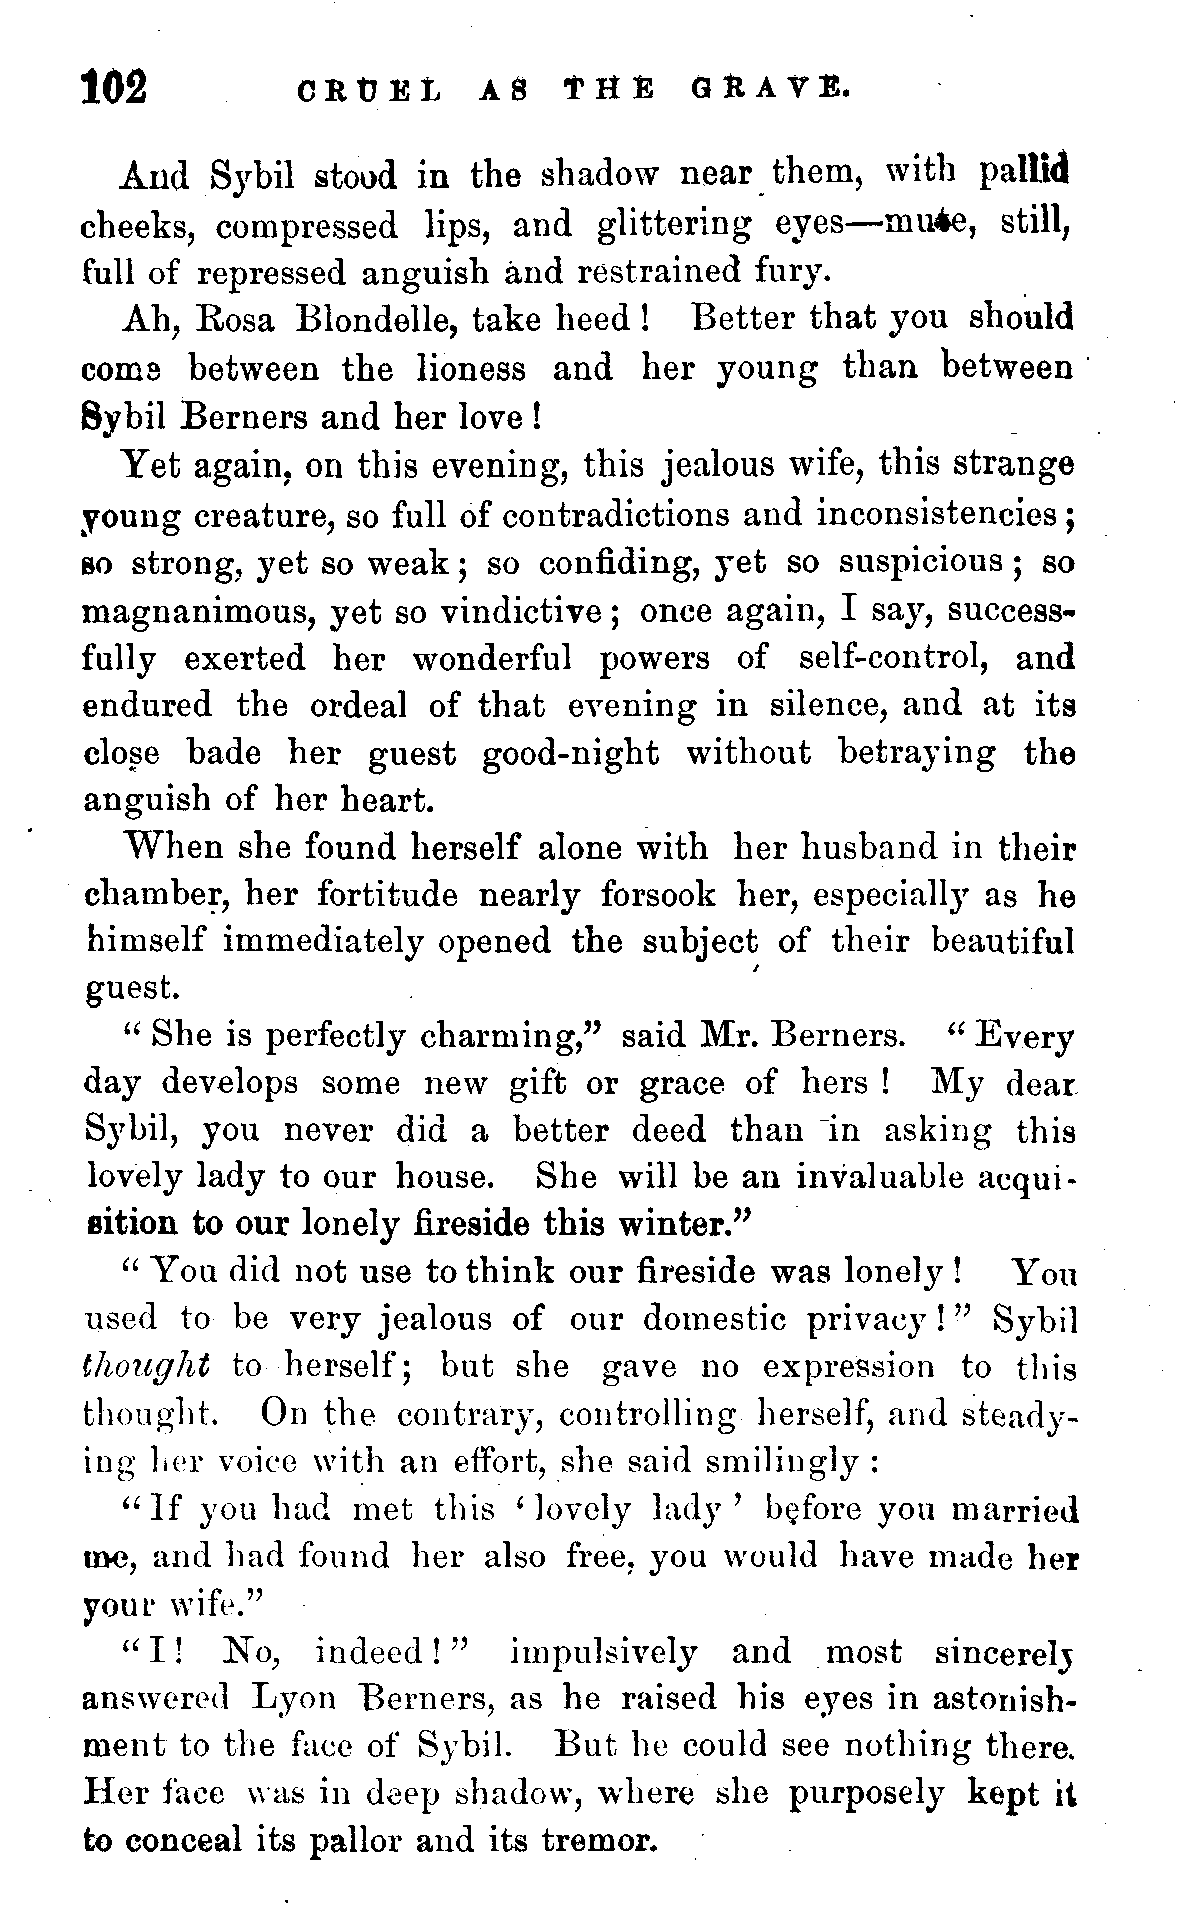 102 CRUEL AS THE GRAVE.
And Sybil stood in the shadow near them, with pallid
cheeks, compressed lips, and glittering eyes—mute, still,
full of repressed anguish and restrained fury.
Ah, Rosa Blondelle, take heed! Better that you should
come between the lioness and her young than between
Sybil Berners and her love!
Yet again, on this evening, this jealous wife, this strange
young creature, so full of contradictions and inconsistencies;
so strong, yet so weak; so confiding, yet so suspicious; so
magnanimous, yet so vindictive; once again, I say, success-
fully exerted her wonderful powers of self-control, and
endured the ordeal of that evening in silence, and at its
close bade her guest good-night without betraying the
anguish of her heart.
When she found herself alone with her husband in their
chamber, her fortitude nearly forsook her, especially as he
himself immediately opened the subject of their beautiful
guest.
"She is perfectly charming," said Mr. Berners. "Every
day develops some new gift or grace of hers! My dear
Sybil, you never did a better deed than in asking this
lovely lady to our house. She will be an invaluable acqui-
sition to our lonely fireside this winter."
"You did not use to think our fireside was lonely! You
used to be very jealous of our domestic privacy!" Sybil
thought to herself; but she gave no expression to this
thought. On the contrary, controlling herself, and steady-
ing her voice with an effort, she said smilingly:
"If you had met this 'lovely lady' before you married
me, and had found her also free, you would have made her
your wife."
"I! No, indeed!" impulsively and most sincerely
answered Lyon Berners, as he raised his eyes in astonish-
ment to the face of Sybil. But he could see nothing there.
Her face was in deep shadow, where she purposely kept it
to conceal its pallor and its tremor.